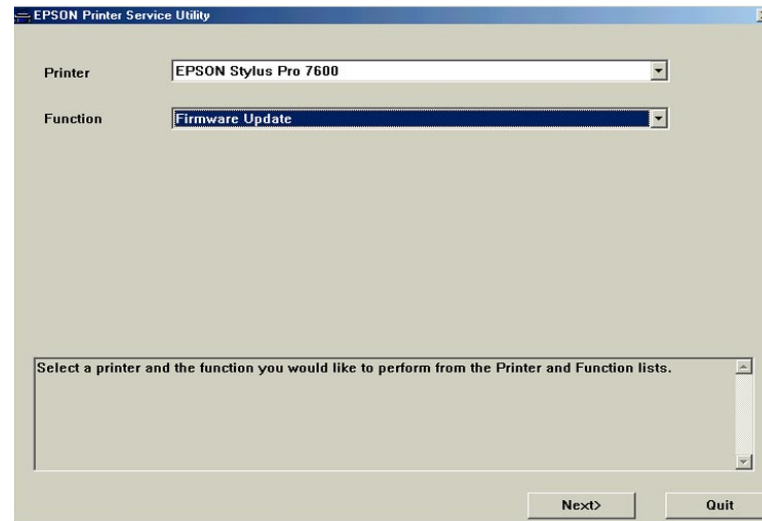 EPSON Printer Service Utility
Printer EPSON Stylus Pro 7600
Function Firmware Update
Select a printer and the function you would like to perform from the Printer and Function lists.
Next> Quit